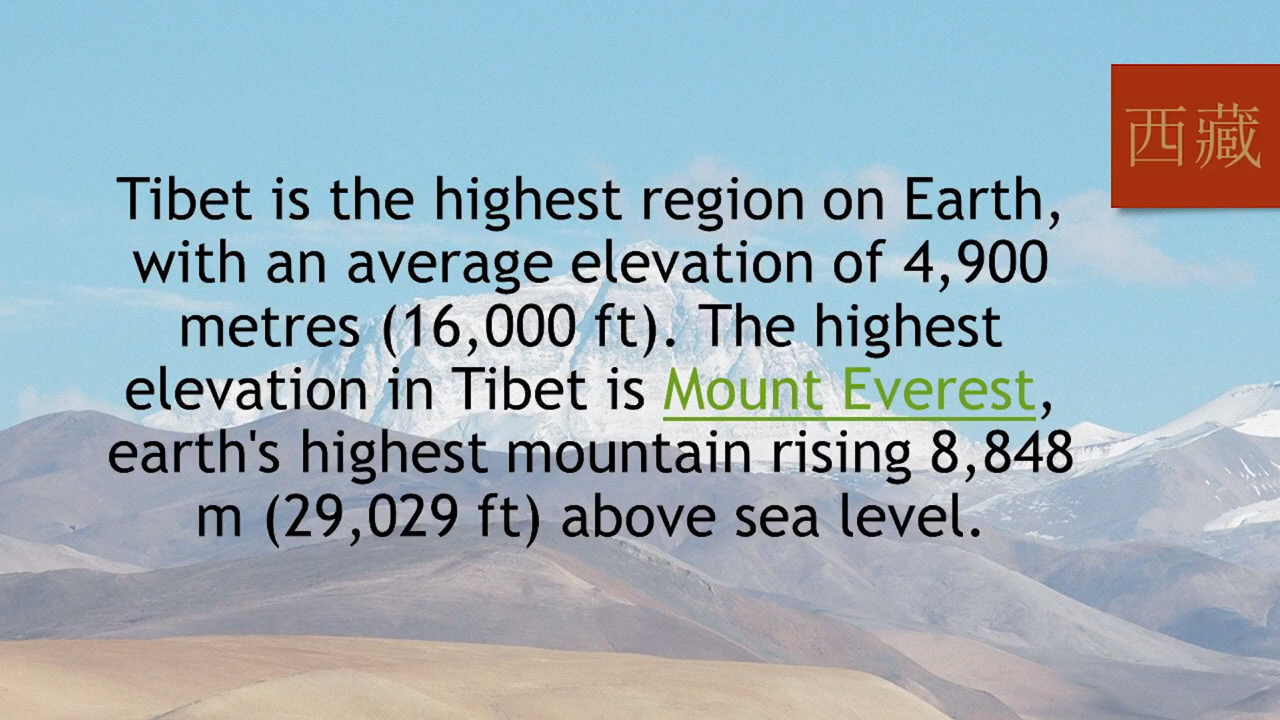 西藏
Tibet is the highest region on Earth,
with an average elevation of 4,900
metres (16,000 ft). The highest
elevation in Tibet is Mount Everest,
earth's highest mountain rising 8,848
m (29,029 ft) above sea level.